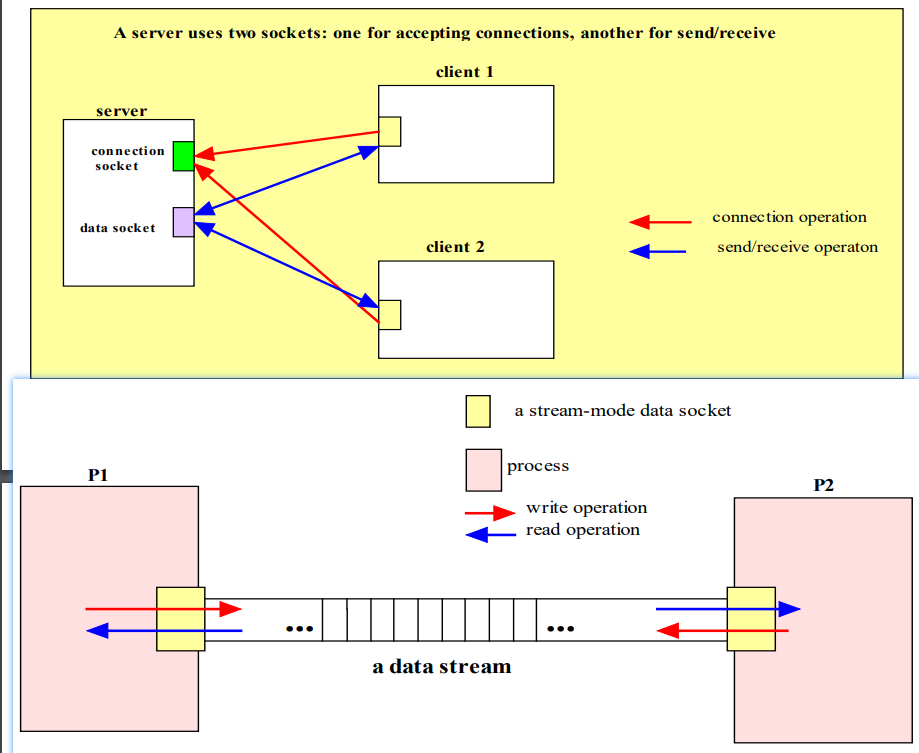 A server uses two sockets: one for accepting connections, another for send/receive
client 1
server
connection
socket
data socket
connection operation
send/receive operaton
client 2
a stream-mode data socket
process
P1
P2
write operation
read operation
...
...
a data stream